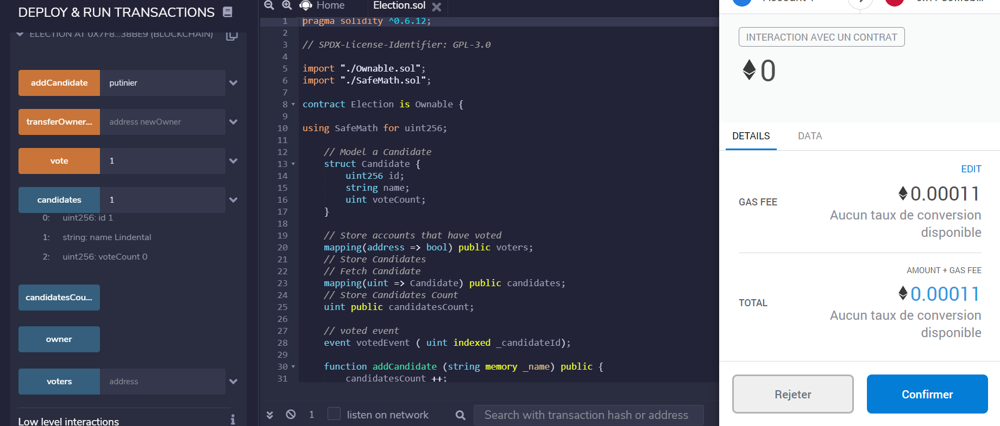 DEPLOY & RUN TRANSACTIONS
ELECTION AT 0X7F8...38BE9 (BLOCKCHAIN)
addCandidate putinier
transferOwner... address newOwner
vote 1
candidates 1
0: uint256: id 1
1: string: name Lindental
2: uint256: voteCount 0
candidatesCou...
owner
voters address
Low level interactions
Home
Election.sol
1 pragma solidity ^0.6.12;
2
3 // SPDX-License-Identifier: GPL-3.0
4
5 import "./Ownable.sol";
6 import "./SafeMath.sol";
7
8 contract Election is Ownable {
9
10 using SafeMath for uint256;
11
12 // Model a Candidate
13 struct Candidate {
14 uint256 id;
15 string name;
16 uint voteCount;
17 }
18
19 // Store accounts that have voted
20 mapping(address => bool) public voters;
21 // Store Candidates
22 // Fetch Candidate
23 mapping(uint => Candidate) public candidates;
24 // Store Candidates Count
25 uint public candidatesCount;
26
27 // voted event
28 event votedEvent ( uint indexed _candidateId);
29
30 function addCandidate (string memory _name) public {
31 candidatesCount ++;
1 listen on network Search with transaction hash or address
INTERACTION AVEC UN CONTRAT
0
DETAILS DATA
EDIT
GAS FEE
0.00011
Aucun taux de conversion
disponible
AMOUNT + GAS FEE
TOTAL
0.00011
Aucun taux de conversion
disponible
Rejeter Confirmer